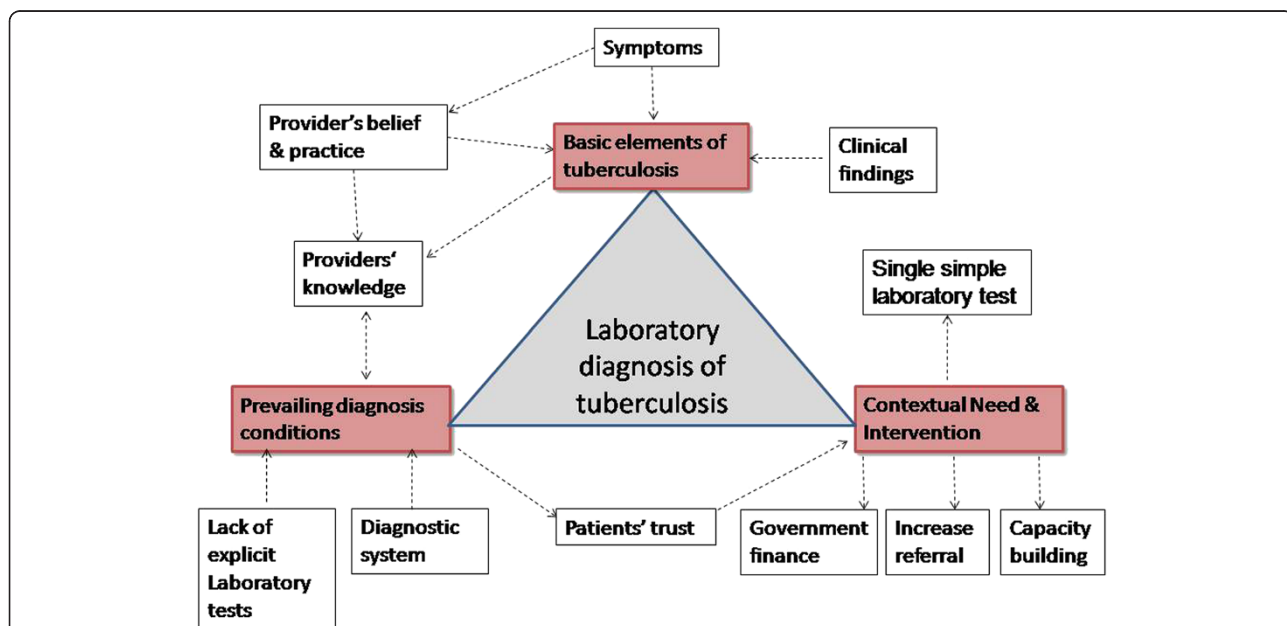 Symptoms
Provider's belief
& practice
Basic elements of
tuberculosis
Clinical
findings
Providers'
knowledge
Single simple
laboratory test
Laboratory
diagnosis of
tuberculosis
Prevailing diagnosis
conditions
Contextual Need &
Intervention
Lack of
explicit
Laboratory
tests
Diagnostic
system
Patients' trust
Government
finance
Increase
referral
Capacity
building